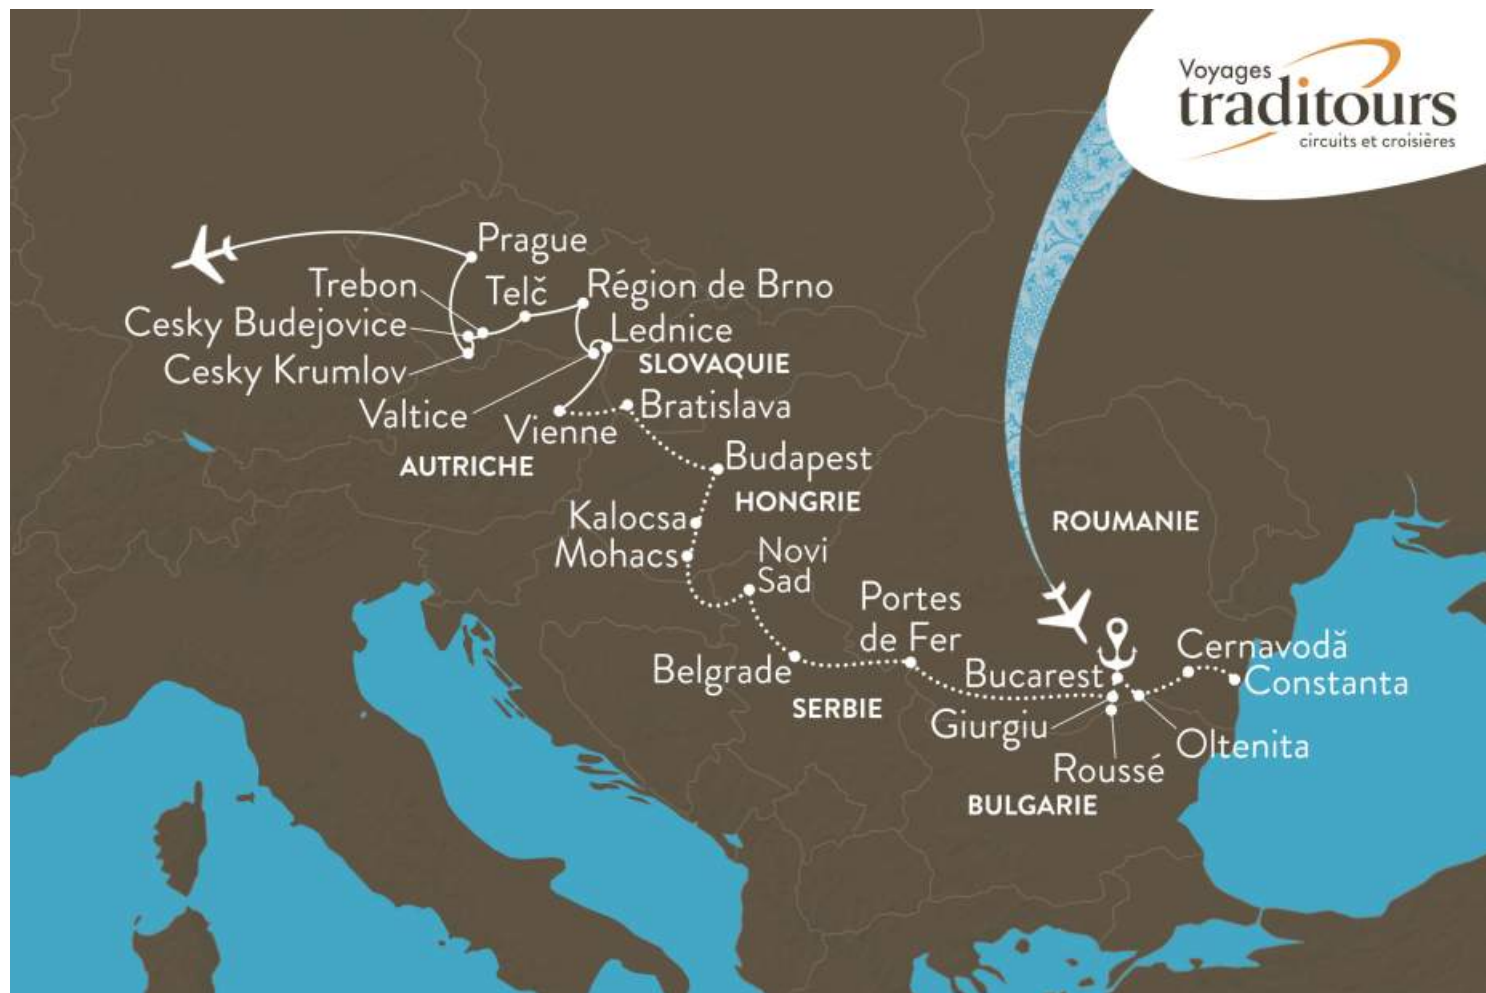 Voyages
traditours
circuits et croisières
Prague
Trebon
Telč
Région de Brno
Cesky Budejovice
Lednice
SLOVAQUIE
Cesky Krumlov
Valtice
Vienne
Bratislava
AUTRICHE
Budapest
HONGRIE
Kalocsa
Mohacs
Novi
Sad
ROUMANIE
Portes
de Fer
Belgrade
SERBIE
Bucarest
Cernavodă
Constanta
Giurgiu
Oltenita
Roussé
BULGARIE